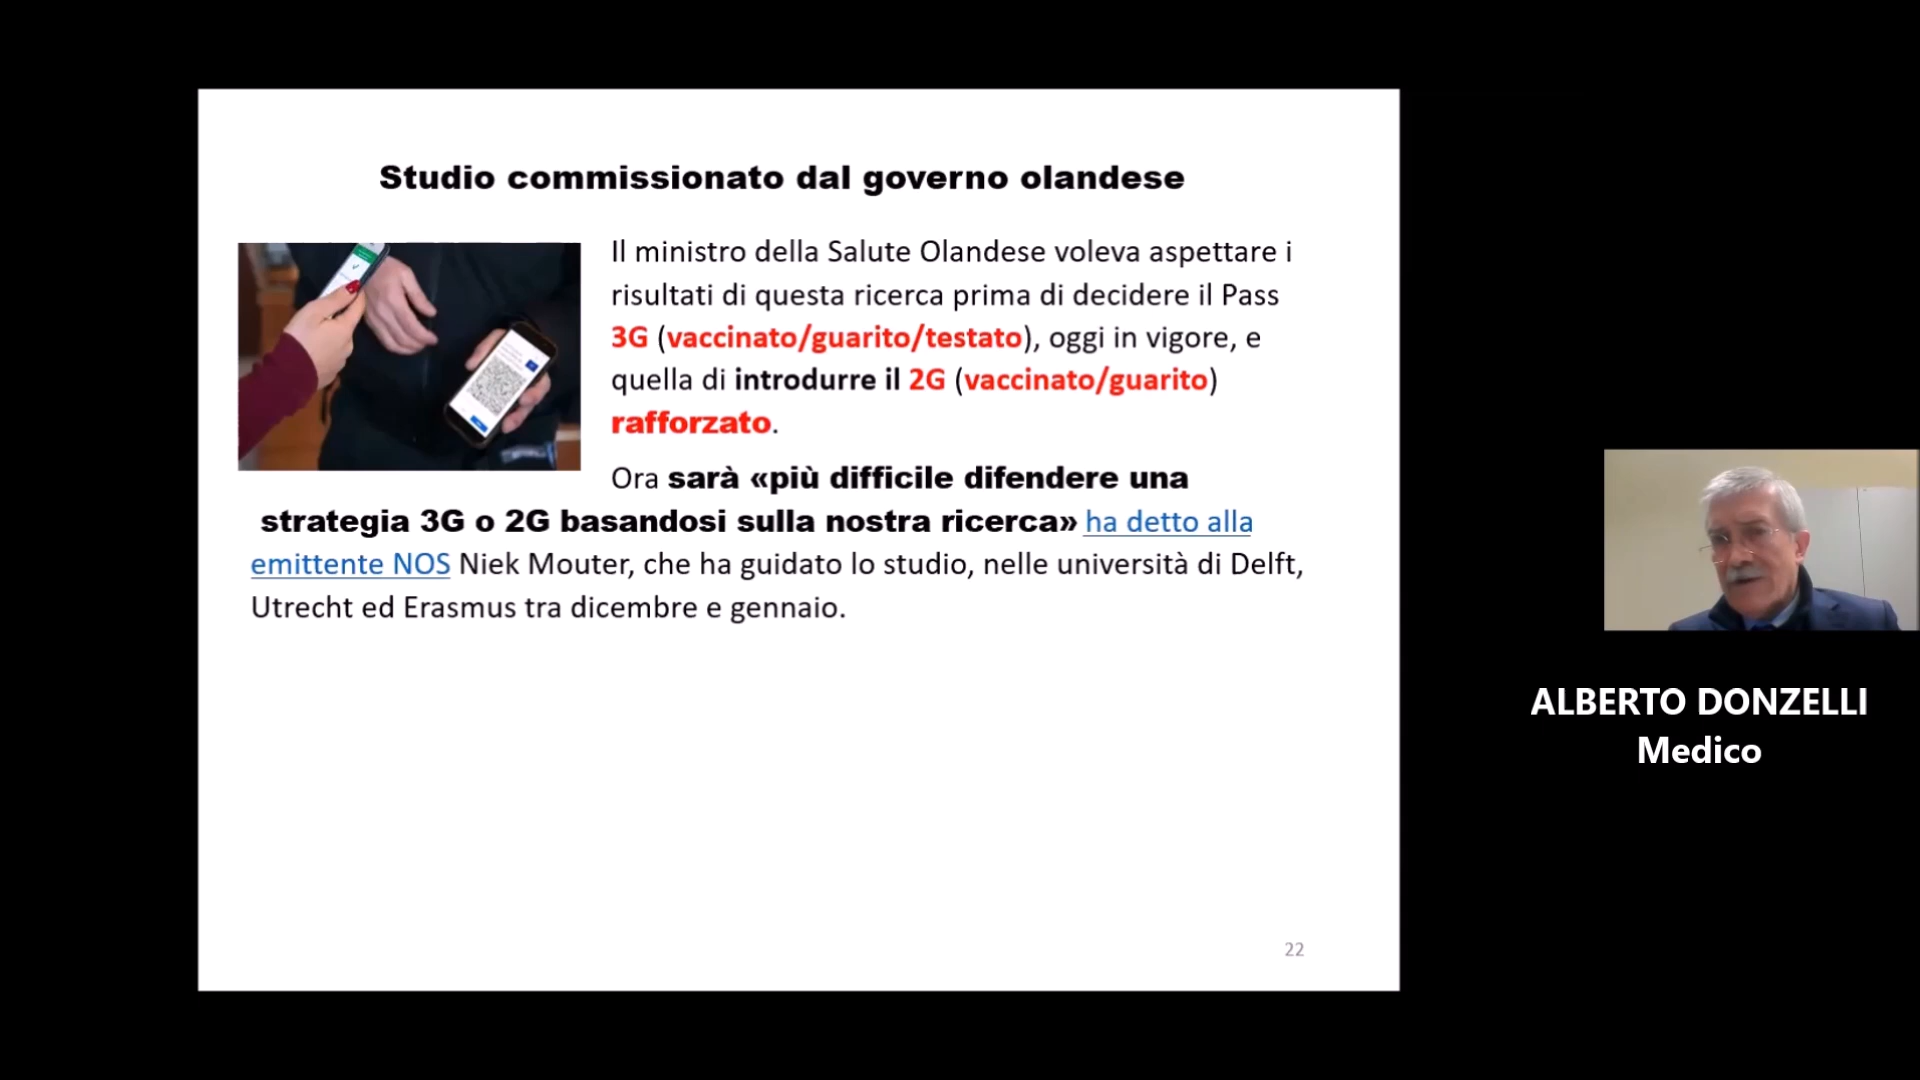 Studio commissionato dal governo olandese
Il ministro della Salute Olandese voleva aspettare i
risultati di questa ricerca prima di decidere il Pass
3G (vaccinato/guarito/testato), oggi in vigore, e
quella di introdurre il 2G (vaccinato/guarito)
rafforzato.
Ora sarà «più difficile difendere una
strategia 3G o 2G basandosi sulla nostra ricerca» ha detto alla
emittente NOS Niek Mouter, che ha guidato lo studio, nelle università di Delft,
Utrecht ed Erasmus tra dicembre e gennaio.
22
ALBERTO DONZELLI
Medico